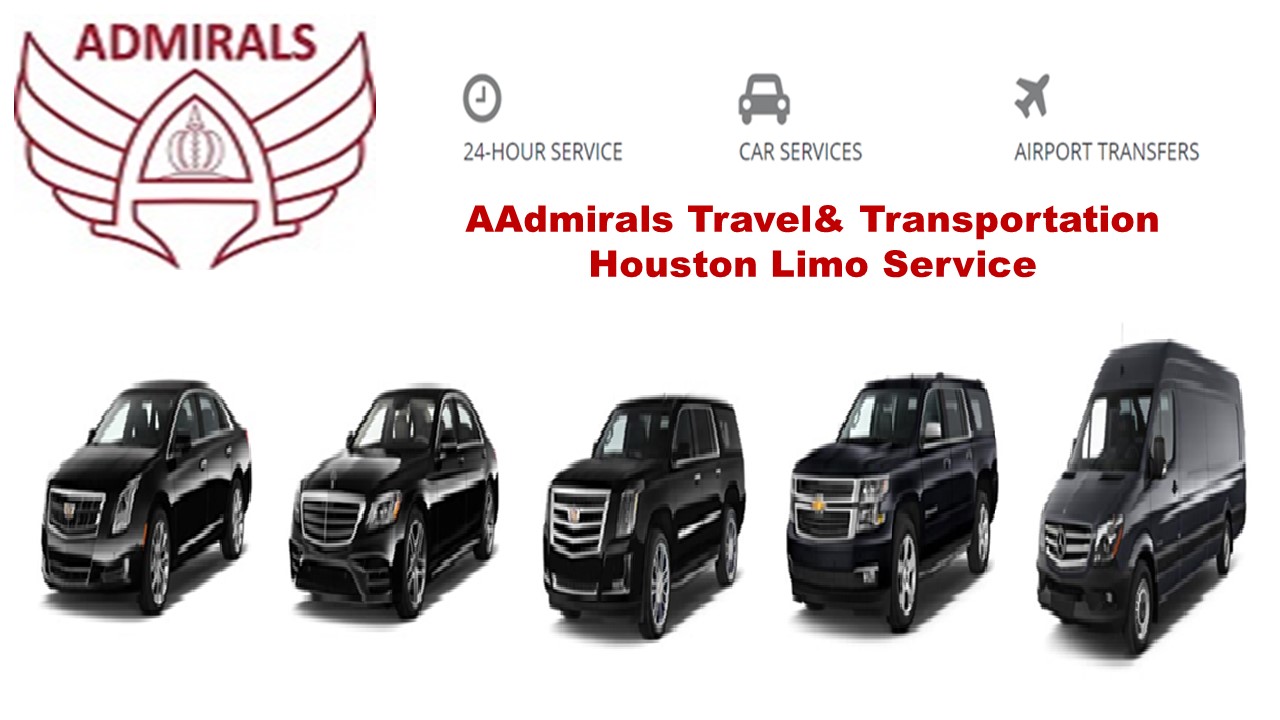 ADMIRALS
24-HOUR SERVICE
CAR SERVICES
AIRPORT TRANSFERS
AAdmirals Travel& Transportation
Houston Limo Service